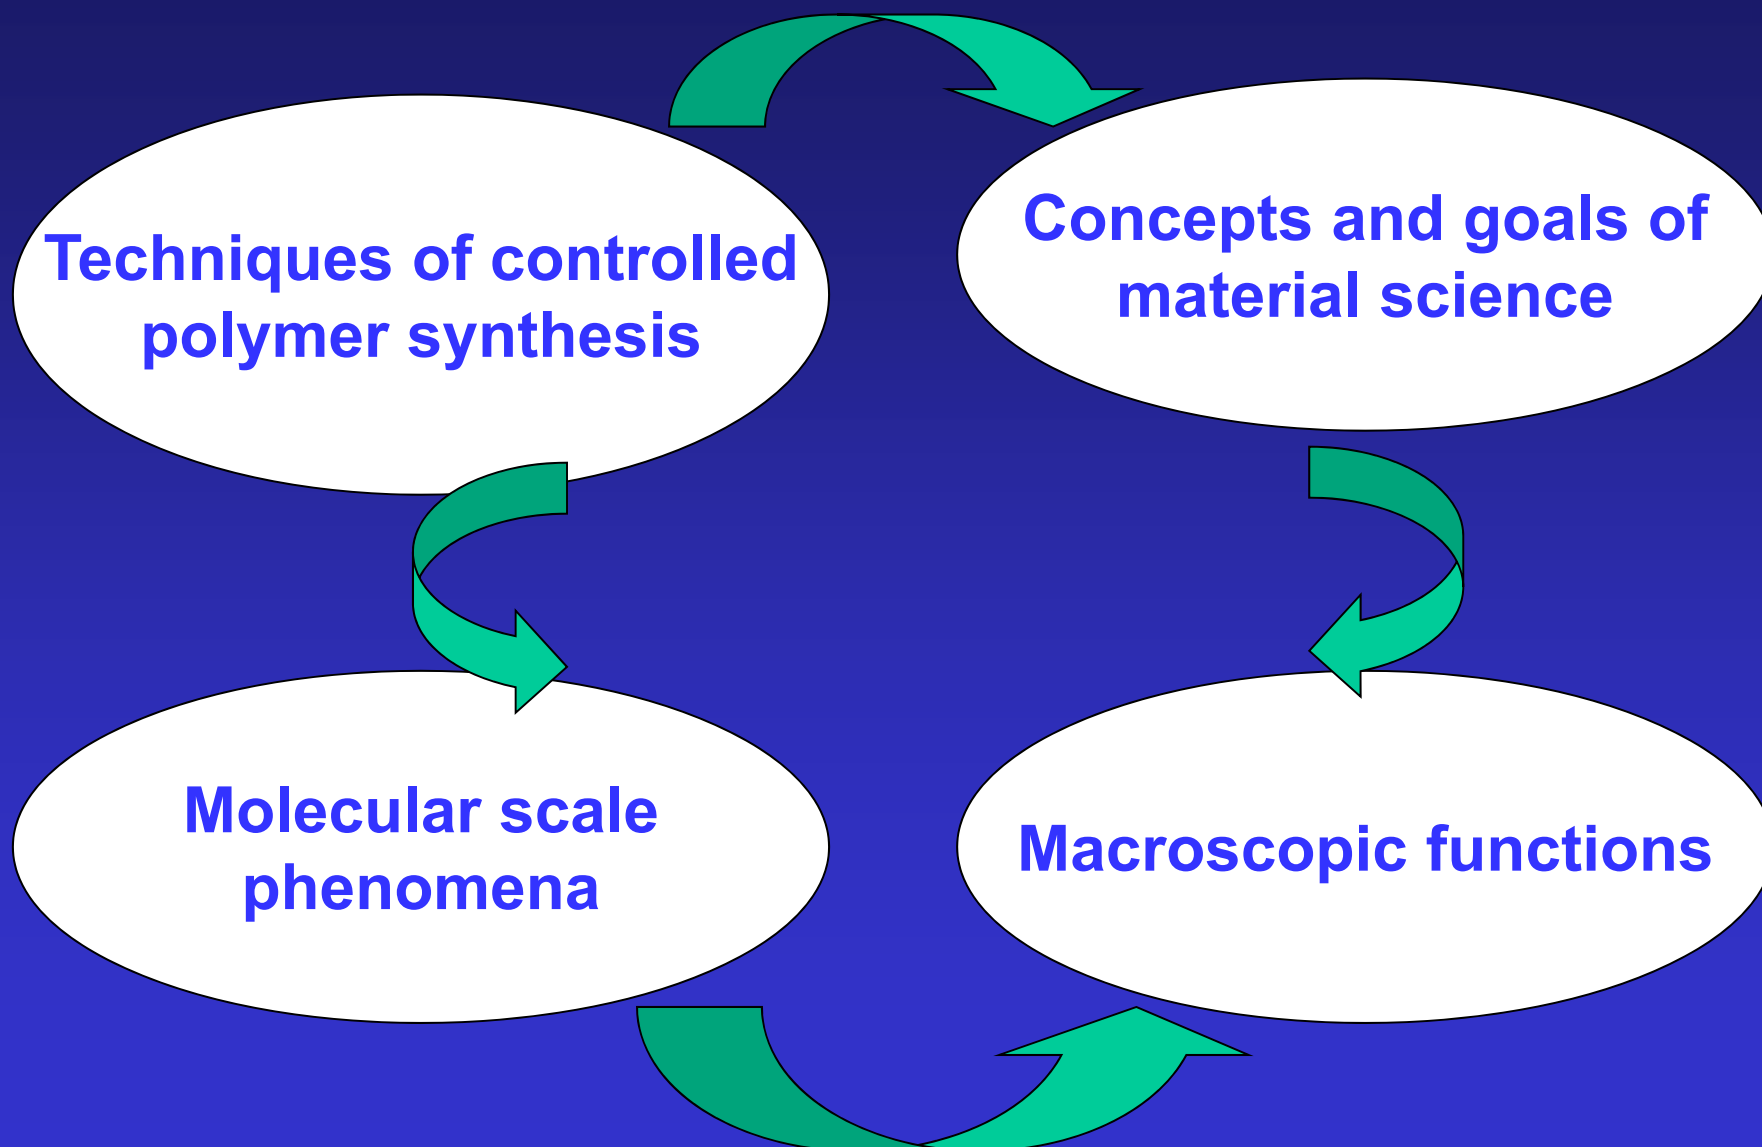 Techniques of controlled
polymer synthesis
Concepts and goals of
material science
Molecular scale
phenomena
Macroscopic functions